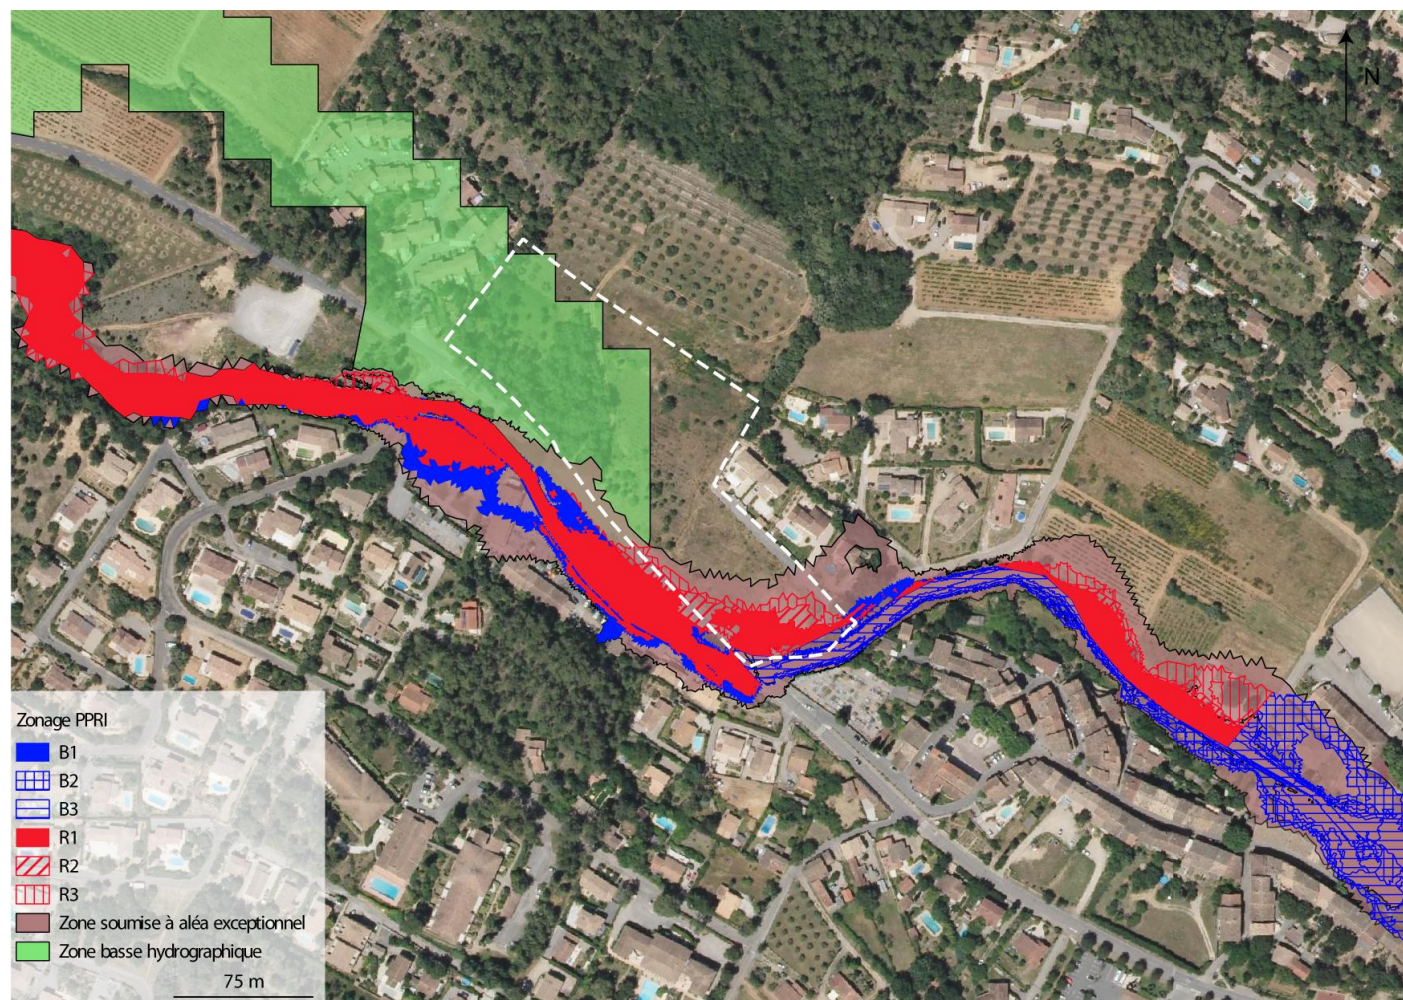 N
Zonage PPRI
B1
B2
B3
R1
R2
R3
Zone soumise à aléa exceptionnel
Zone basse hydrographique
75 m